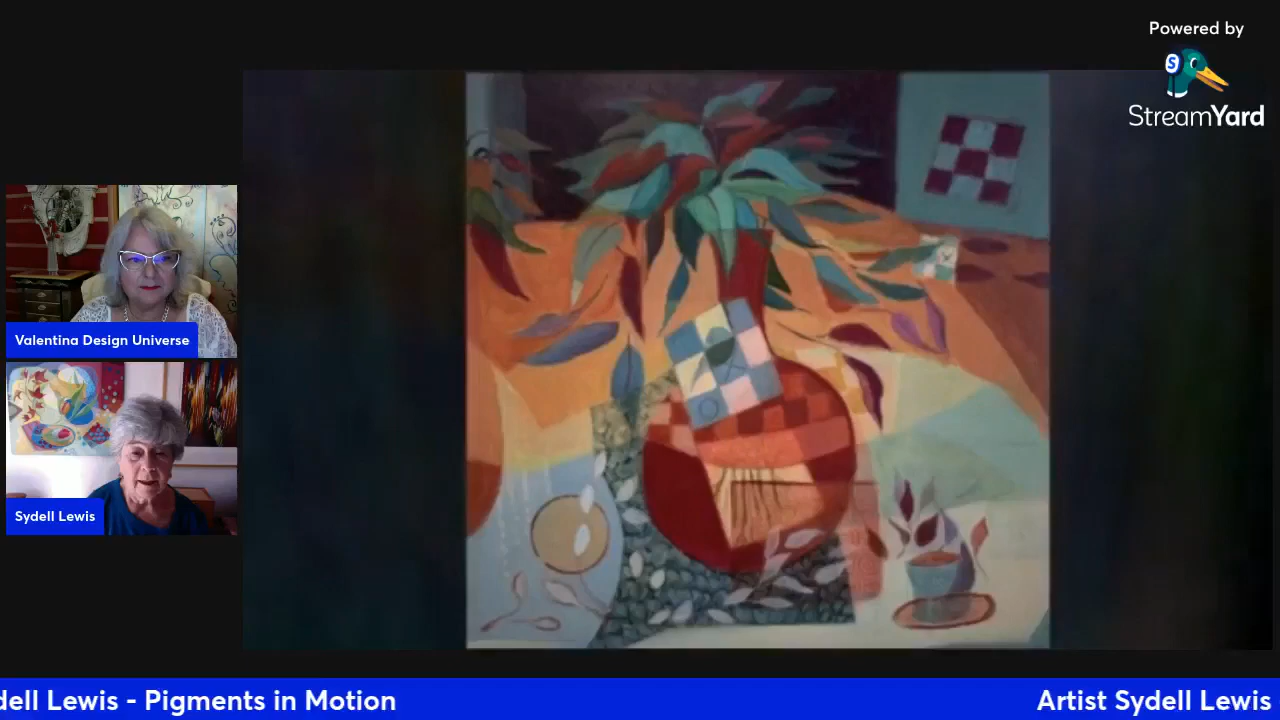 Powered by
StreamYard
Valentina Design Universe
Sydell Lewis
dell Lewis - Pigments in Motion
Artist Sydell Lewis